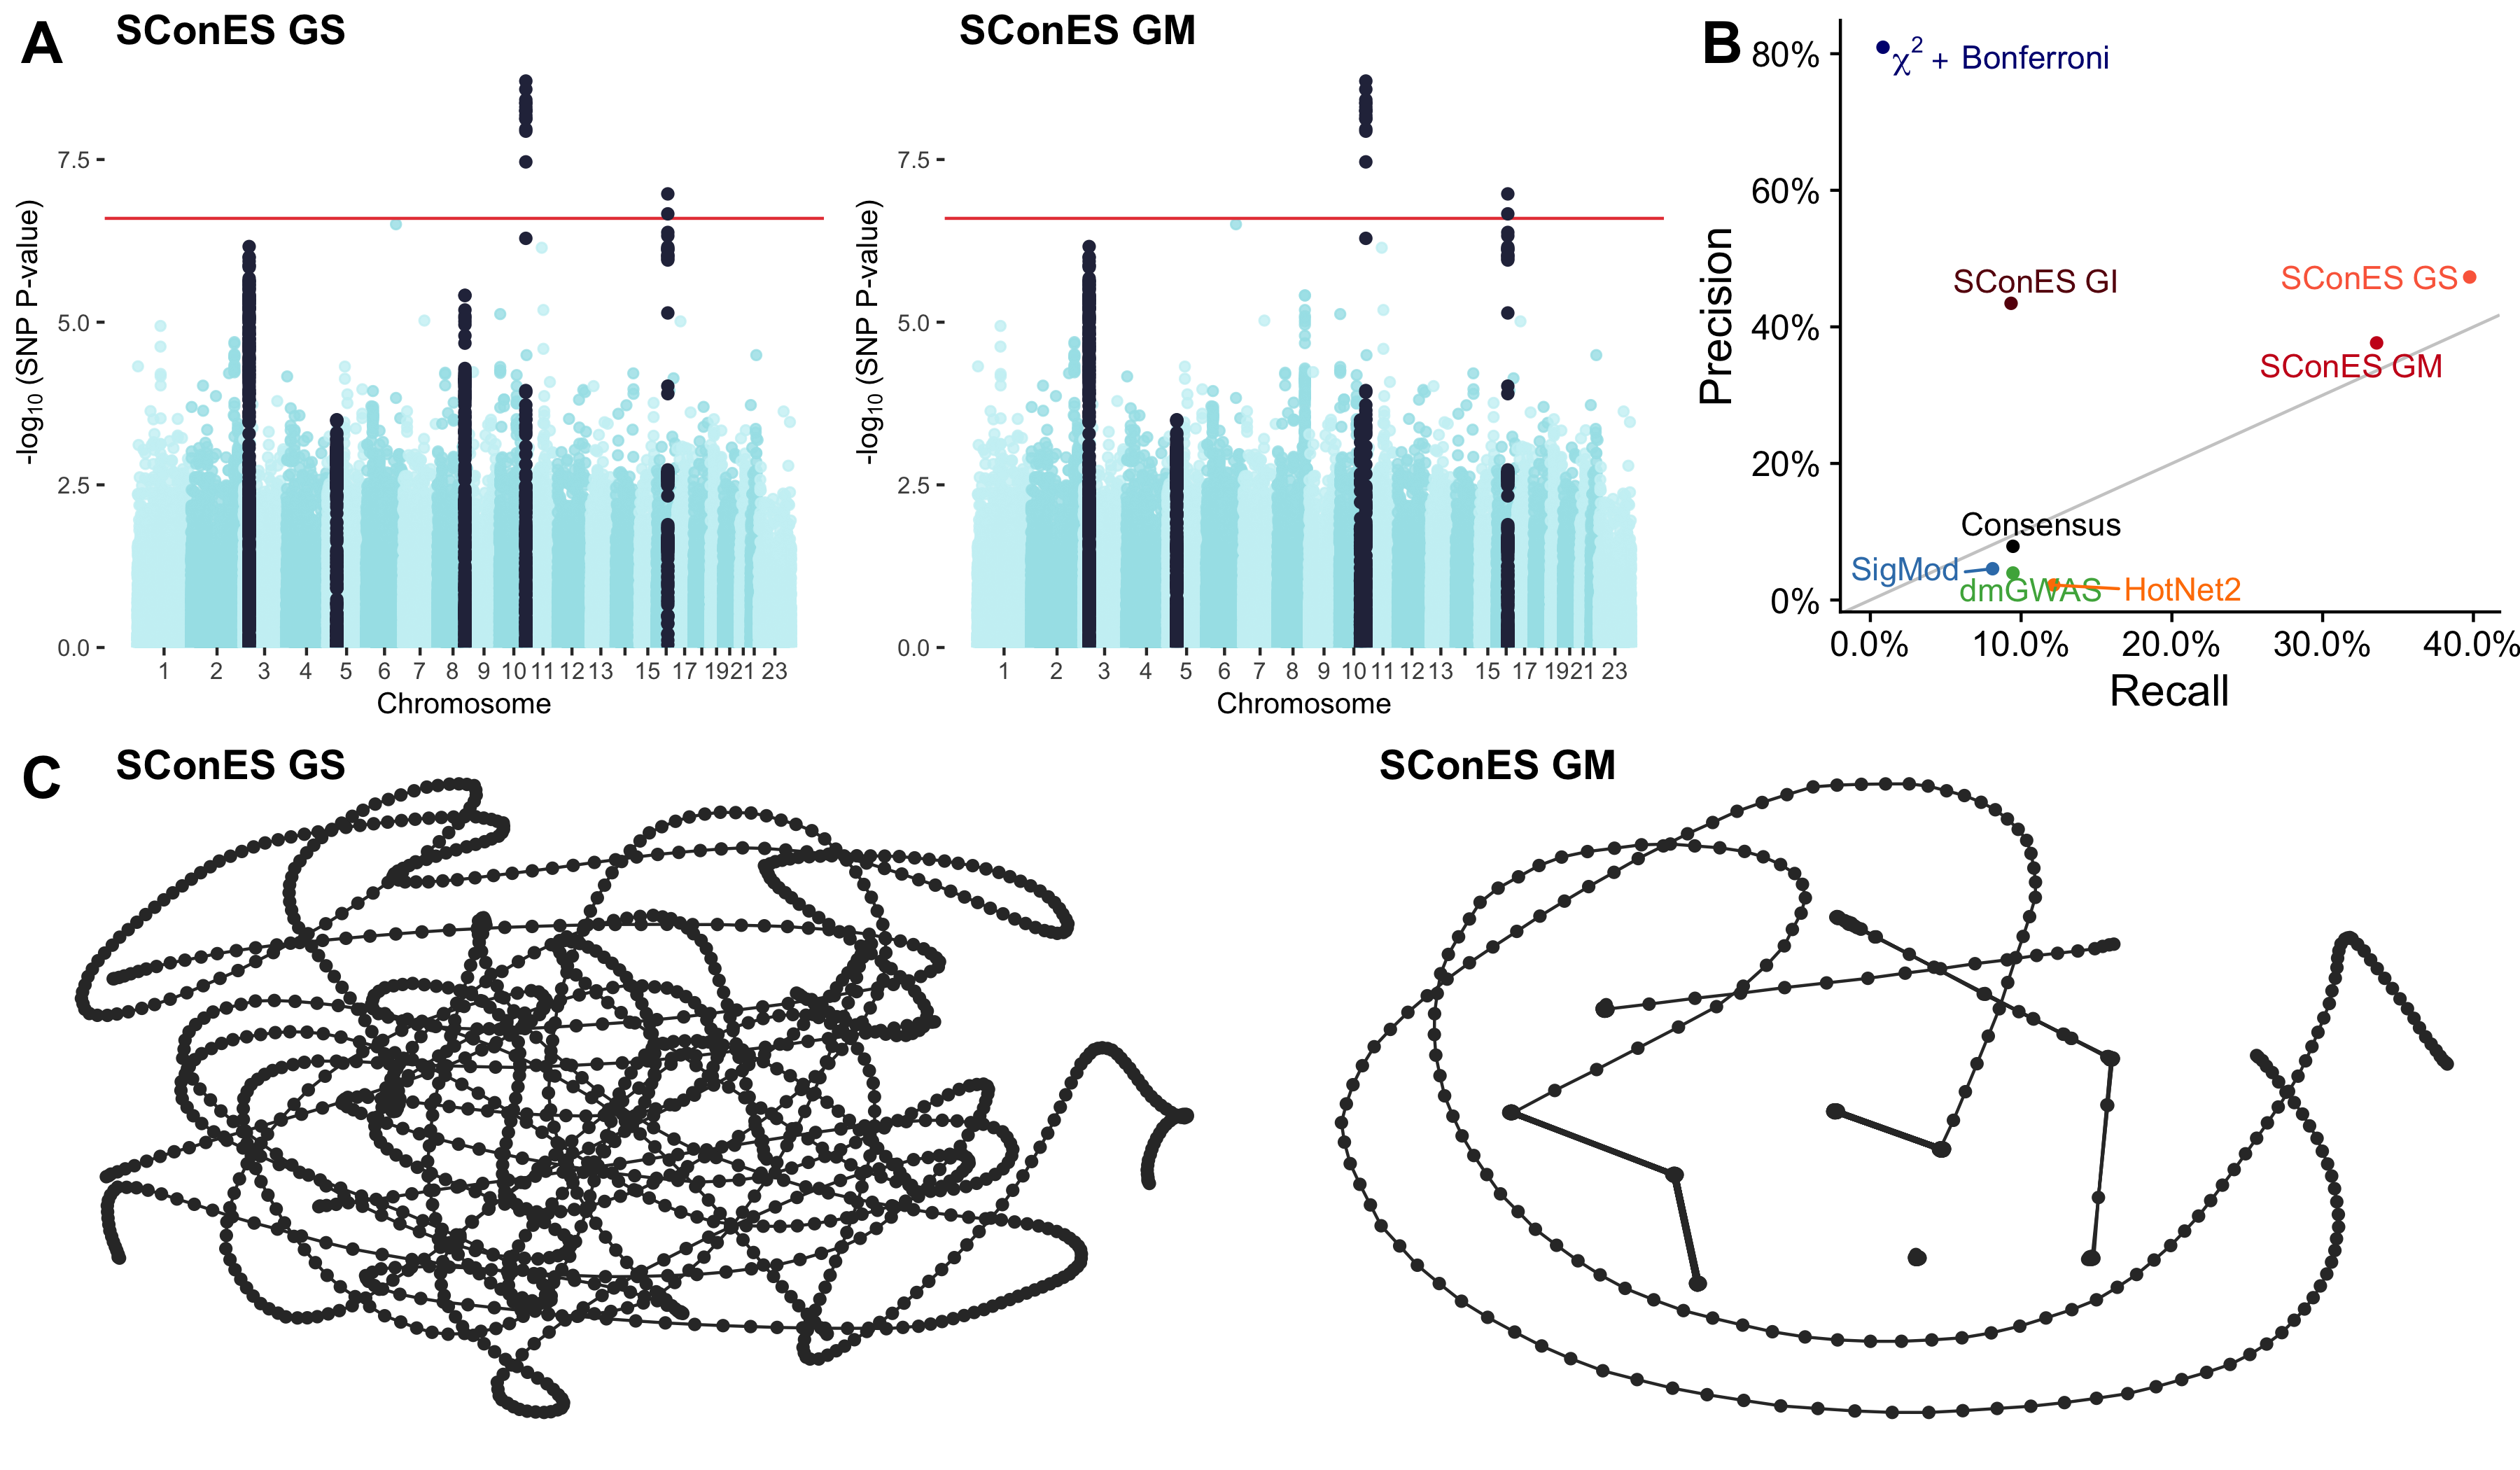 A
SConES GS
-log10 (SNP P-value)
7.5
5.0
2.5
0.0
1 2 3 4 5 6 7 8 9 10 11 12 13 15 17 19 21 23
Chromosome
SConES GM
-log10 (SNP P-value)
7.5
5.0
2.5
0.0
1 2 3 4 5 6 7 8 9 10 11 12 13 15 17 19 21 23
Chromosome
B
Precision
80%
60%
40%
20%
0%
χ2 + Bonferroni
SConES GI
SConES GS
SConES GM
Consensus
SigMod
dmGWAS
HotNet2
0.0% 10.0% 20.0% 30.0% 40.0%
Recall
C
SConES GS
SConES GM